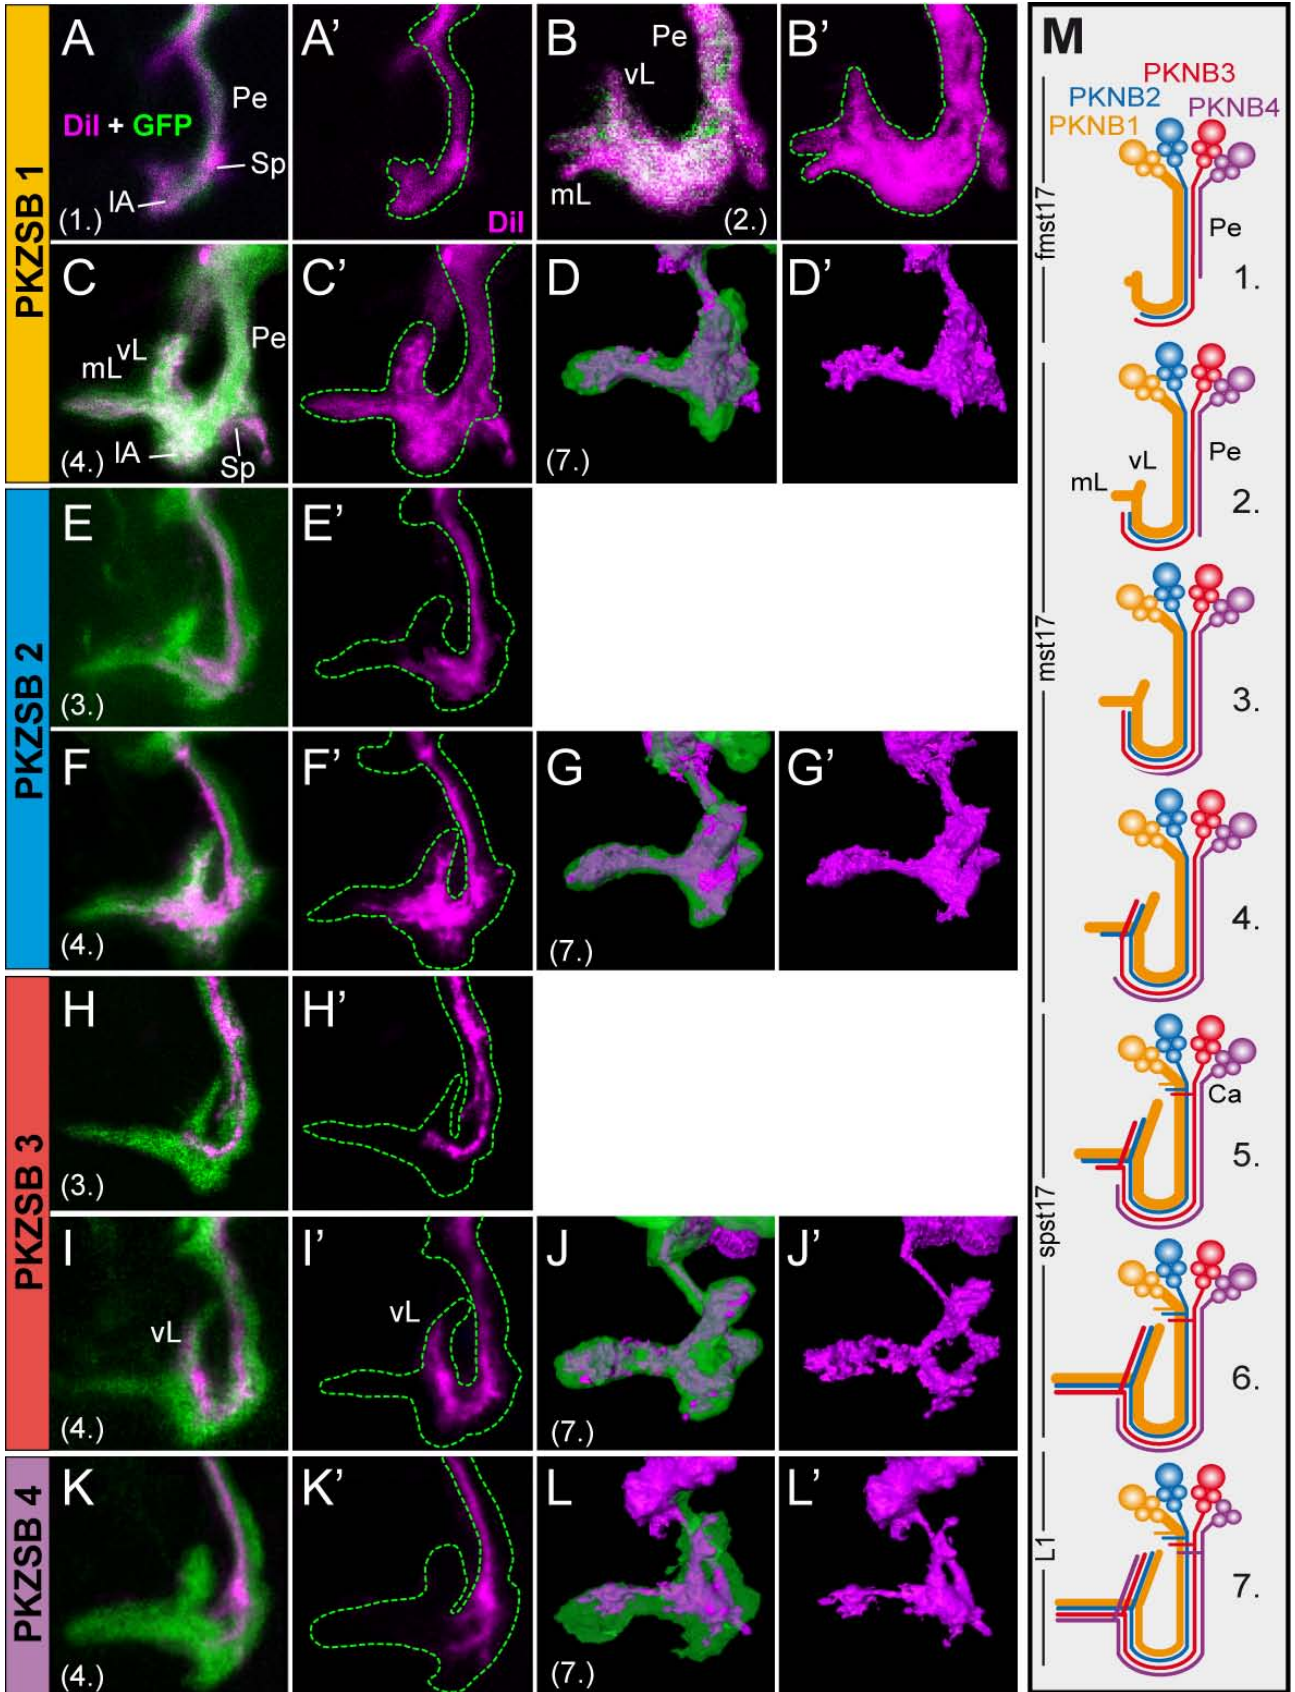 PKZSB 1
A
DiI + GFP
Pe
Sp
IA
(1.)
A’
DiI
B
Pe
vL
mL
(2.)
B’
C
mL
vL
Pe
IA
Sp
(4.)
C’
D
(7.)
D’
PKZSB 2
E
(3.)
E’
F
(4.)
F’
G
(7.)
G’
PKZSB 3
H
(3.)
H’
I
vL
(4.)
I’
vL
J
(7.)
J’
PKZSB 4
K
(4.)
K’
L
(7.)
L’
M
PKNB3
PKNB2
PKNB4
PKNB1
fmst17
Pe
1.
mst17
vL
mL
Pe
2.
3.
4.
spst17
Ca
5.
6.
L1
7.